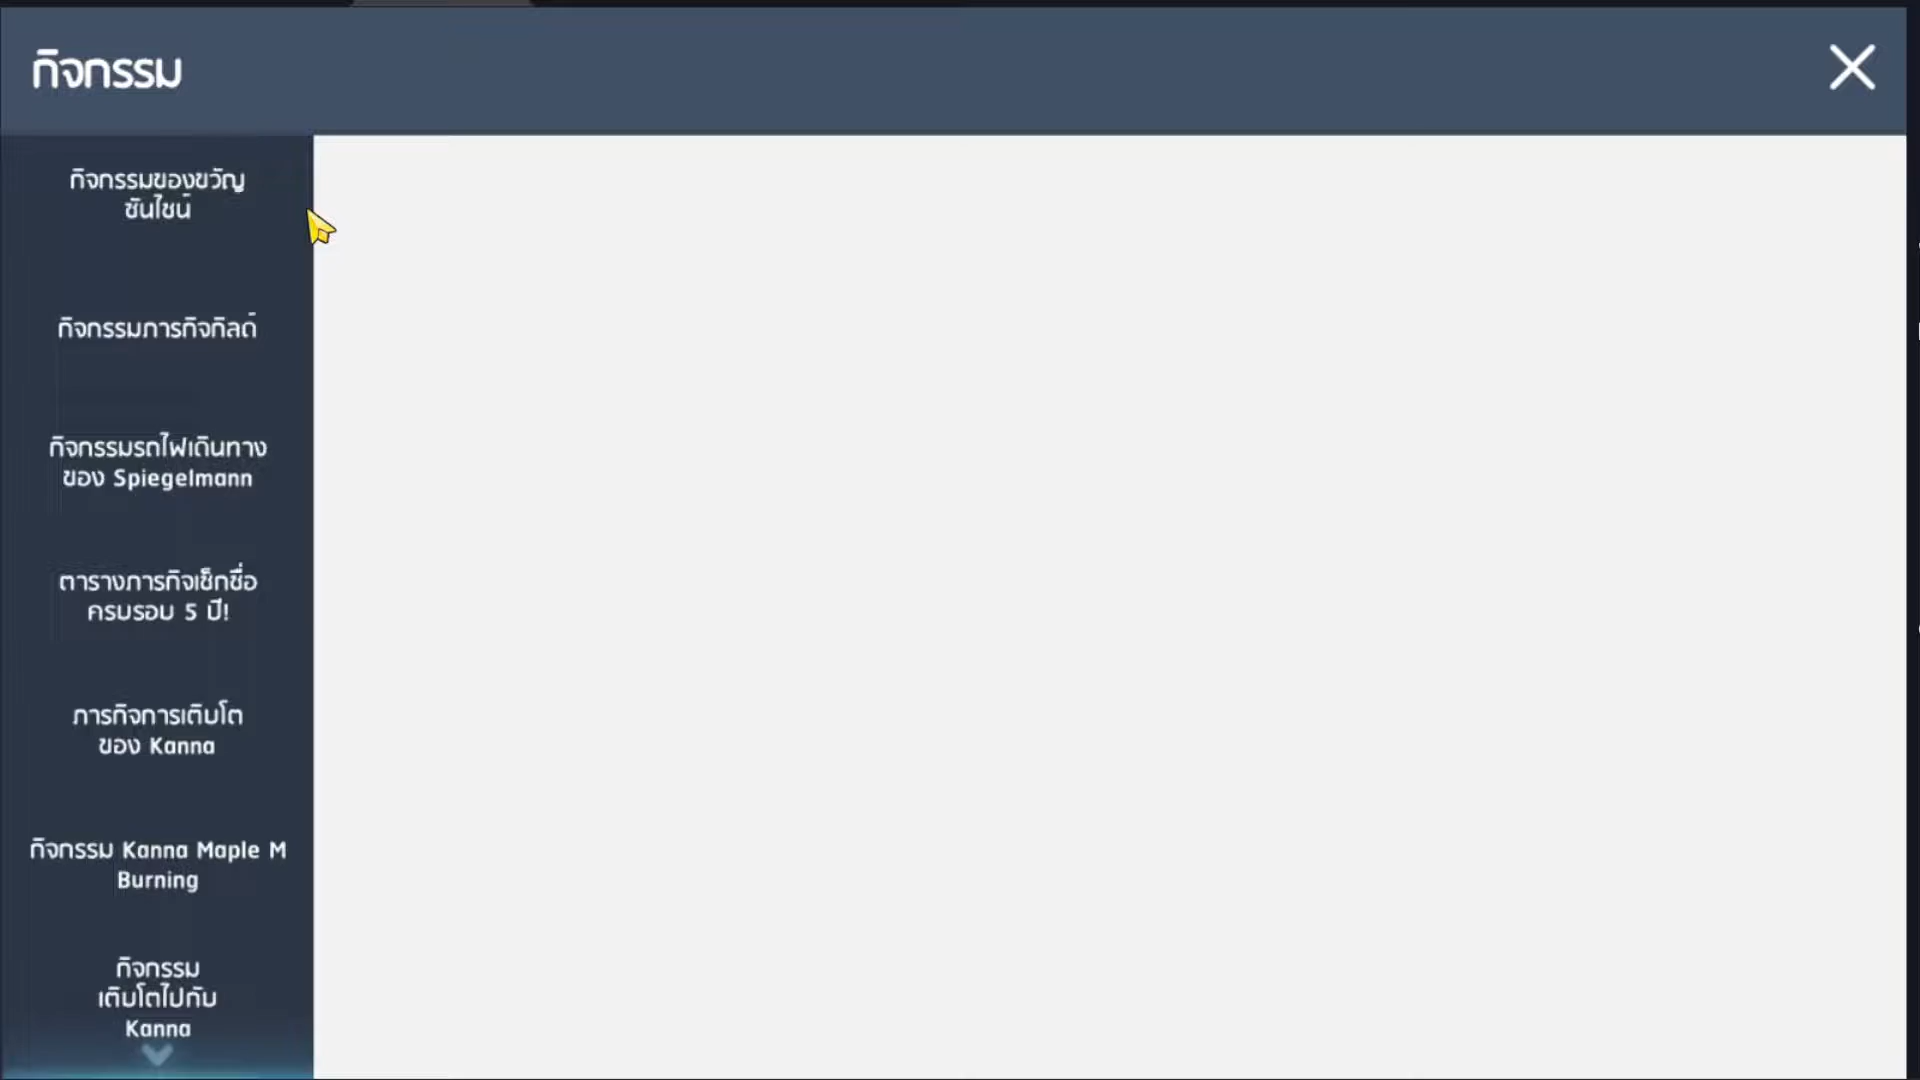 กิจกรรม
กิจกรรมของขวัญ
ซันไชน์
กิจกรรมภารกิจกิลด์
กิจกรรมรถไฟเดินทาง
ของ Spiegelmann
ตารางภารกิจเช็กชื่อ
ครบรอบ 5 ปี!
ภารกิจการเติบโต
ของ Kanna
กิจกรรม Kanna Maple M
Burning
กิจกรรม
เติบโตไปกับ
Kanna